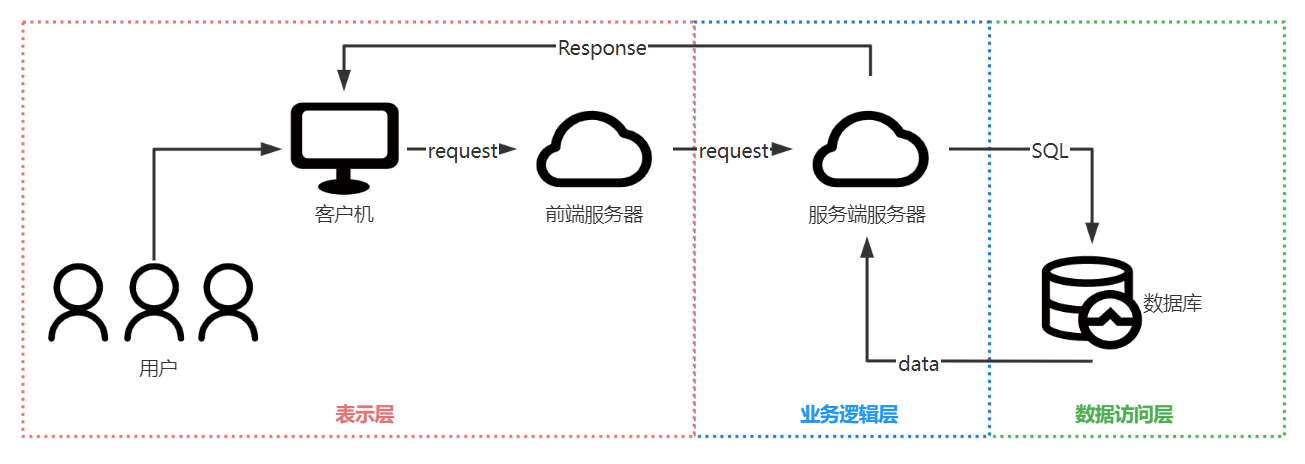 Response
request
request
SQL
客户机
前端服务器
服务端服务器
数据库
用户
data
表示层
业务逻辑层
数据访问层